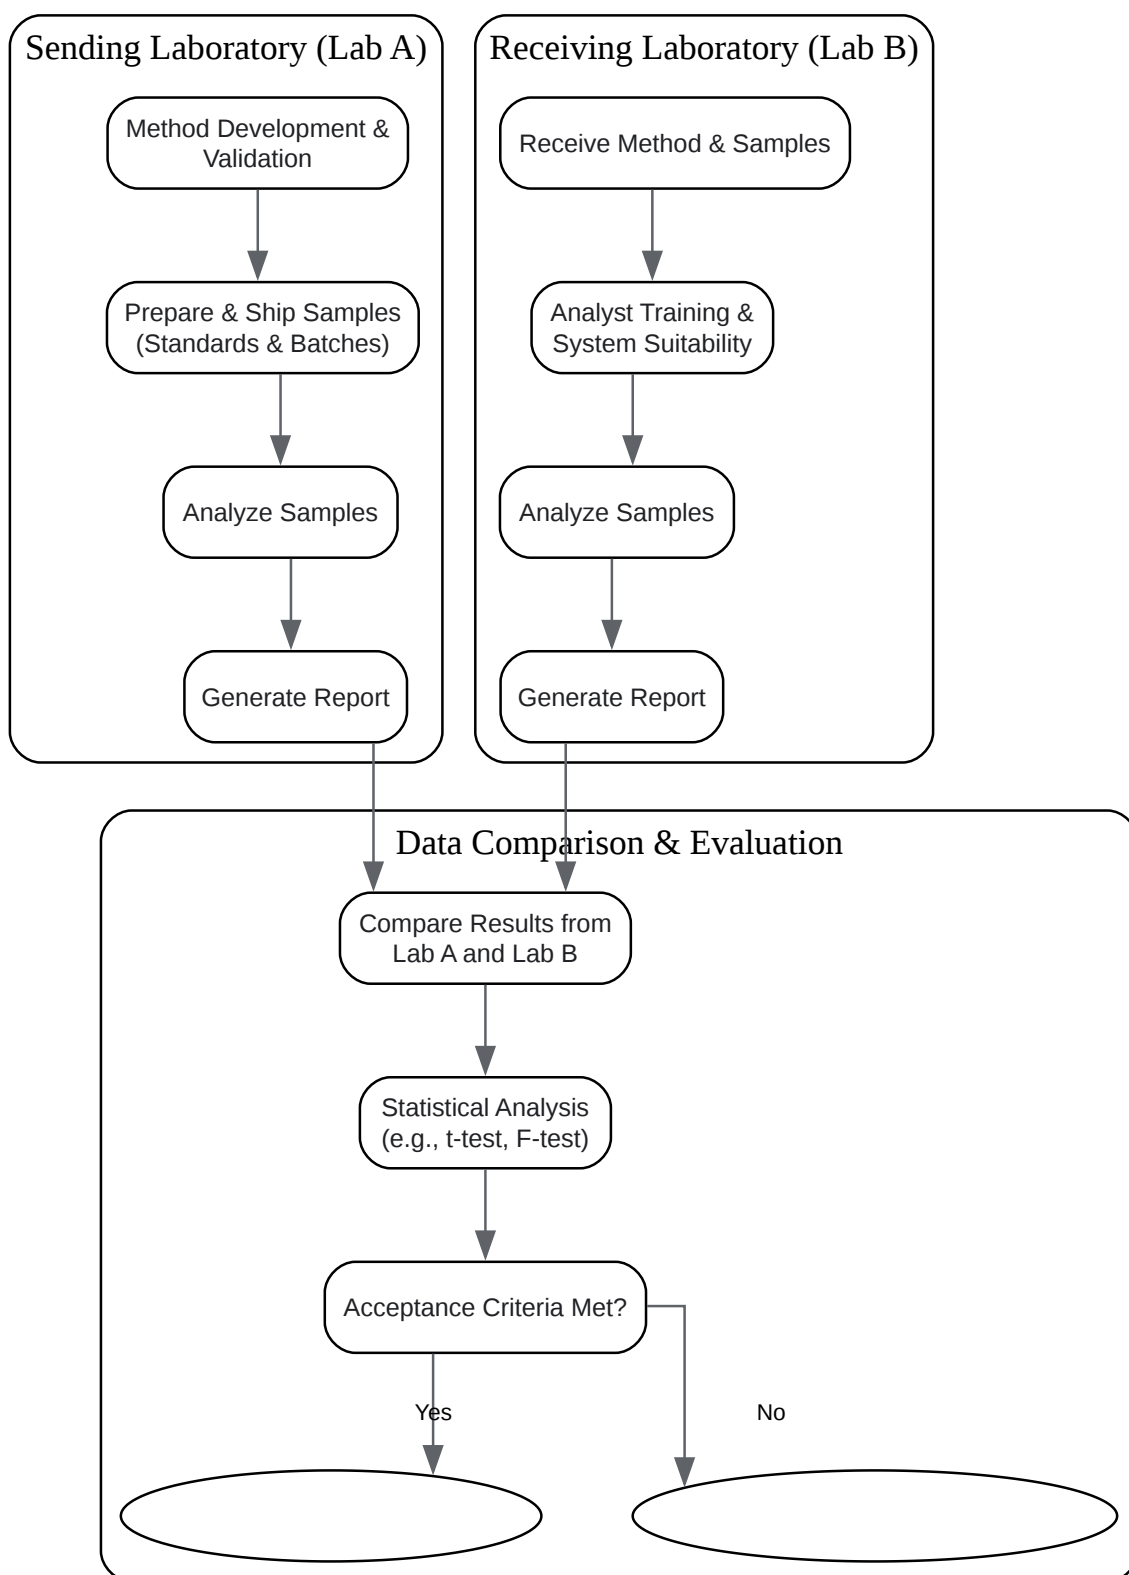 Sending Laboratory (Lab A)
Method Development &
Validation
Prepare & Ship Samples
(Standards & Batches)
Analyze Samples
Generate Report
Receiving Laboratory (Lab B)
Receive Method & Samples
Analyst Training &
System Suitability
Analyze Samples
Generate Report
Data Comparison & Evaluation
Compare Results from
Lab A and Lab B
Statistical Analysis
(e.g., t-test, F-test)
Acceptance Criteria Met?
Yes
No